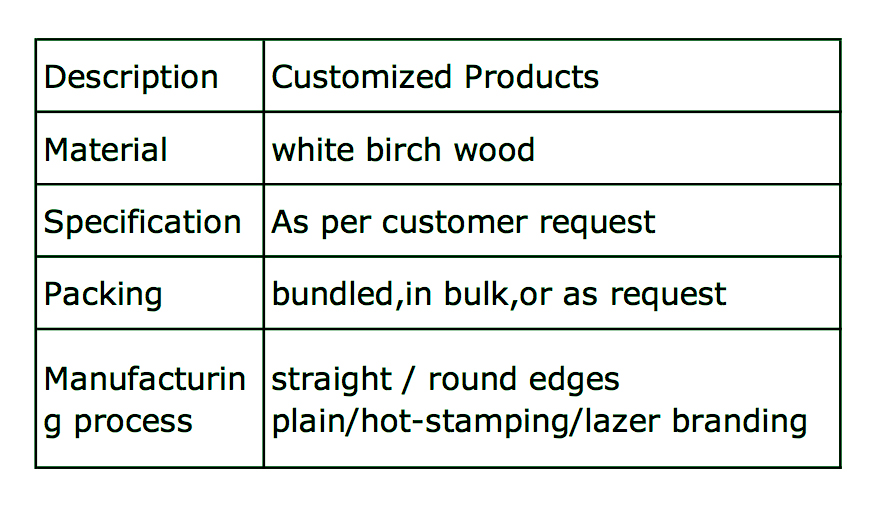 Description Customized Products
Material white birch wood
Specification As per customer request
Packing bundled,in bulk,or as request
Manufacturin straight / round edges
g process plain/hot-stamping/lazer branding